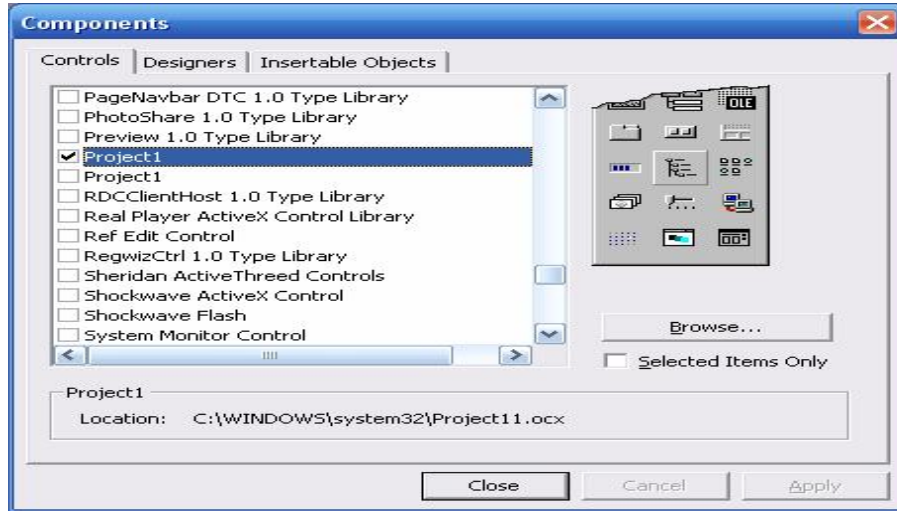 Components
Controls Designers Insertable Objects
PageNavbar DTC 1.0 Type Library
PhotoShare 1.0 Type Library
Preview 1.0 Type Library
Project1
Project1
RDCClientHost 1.0 Type Library
Real Player ActiveX Control Library
Ref Edit Control
RegwizCtrl 1.0 Type Library
Sheridan ActiveThreed Controls
Shockwave ActiveX Control
Shockwave Flash
System Monitor Control
OLE
Browse...
Selected Items Only
Project1
Location: C:\WINDOWS\system32\Project11.ocx
Close Cancel Apply